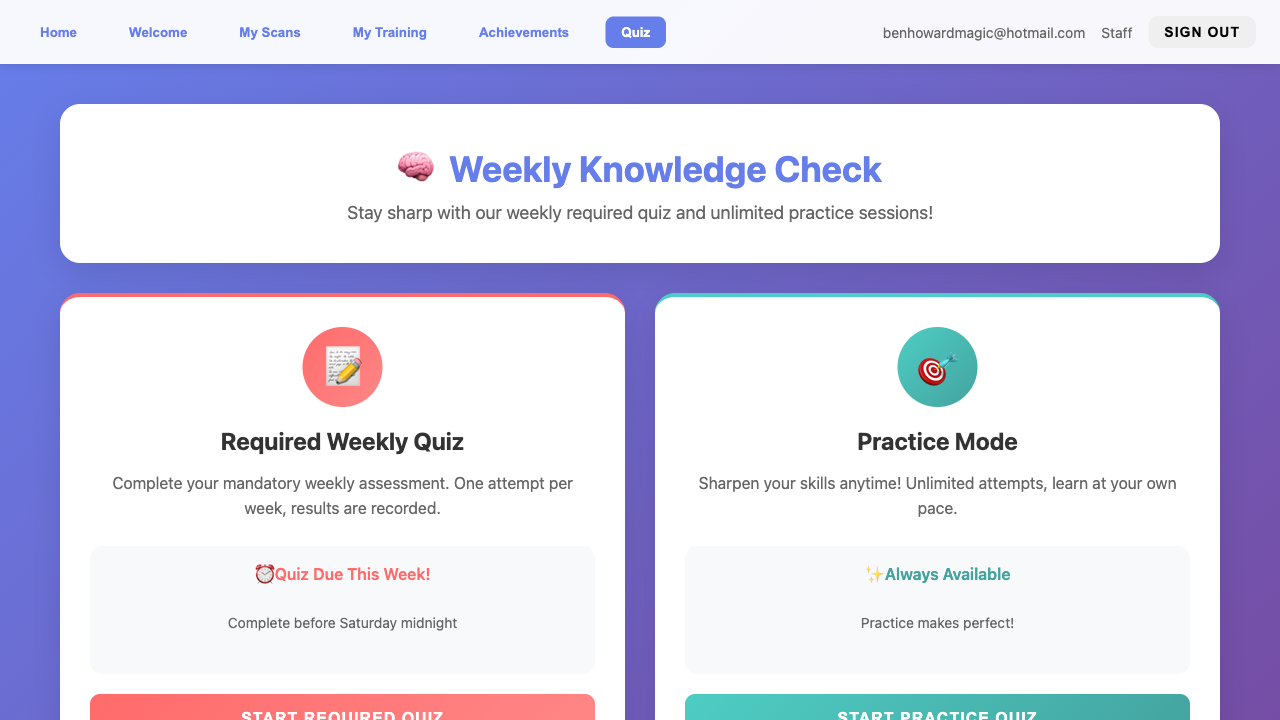 Home Welcome My Scans My Training Achievements Quiz benhowardmagic@hotmail.com Staff SIGN OUT
Weekly Knowledge Check
Stay sharp with our weekly required quiz and unlimited practice sessions!
Required Weekly Quiz
Complete your mandatory weekly assessment. One attempt per
week, results are recorded.
Quiz Due This Week!
Complete before Saturday midnight
START REQUIRED QUIZ
Practice Mode
Sharpen your skills anytime! Unlimited attempts, learn at your own
pace.
Always Available
Practice makes perfect!
START PRACTICE QUIZ